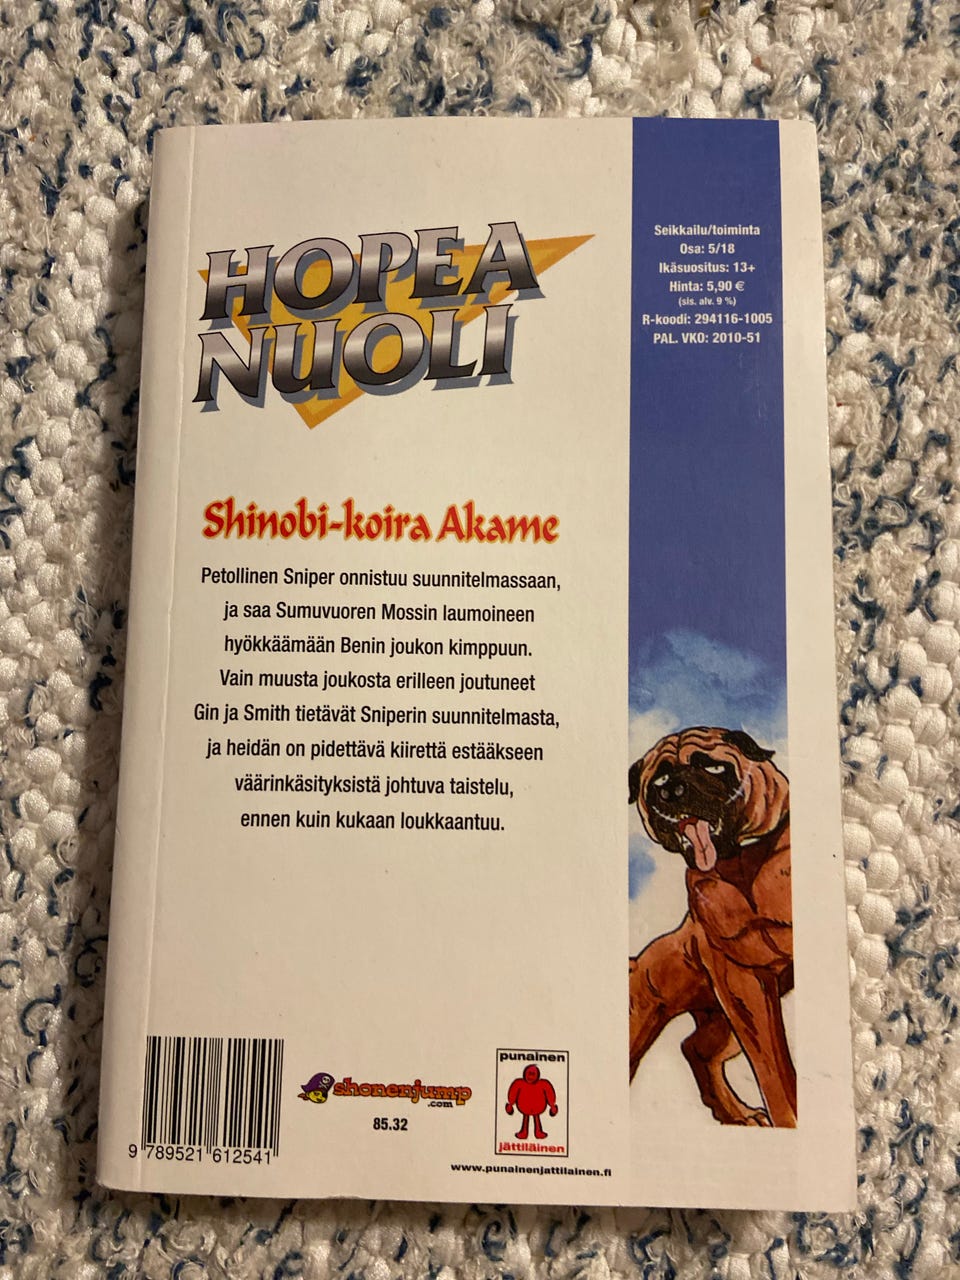 HOPEA
NUOLI
Seikkailu/toiminta
Osa: 5/18
Ikäsuositus: 13+
Hinta: 5,90 €
(sis. alv. 9 %)
R-koodi: 294116-1005
PAL. VKO: 2010-51
Shinobi-koira Akame
Petollinen Sniper onnistuu suunnitelmassaan,
ja saa Sumuvuoren Mossin laumoineen
hyökkäämään Benin joukon kimppuun.
Vain muusta joukosta erilleen joutuneet
Gin ja Smith tietävät Sniperin suunnitelmasta,
ja heidän on pidettävä kiirettä estääkseen
väärinkäsityksistä johtuva taistelu,
ennen kuin kukaan loukkaantuu.
9 789521 612541
shonenjump
.com
85.32
punainen
jättiläinen
www.punainenjattilainen.fi